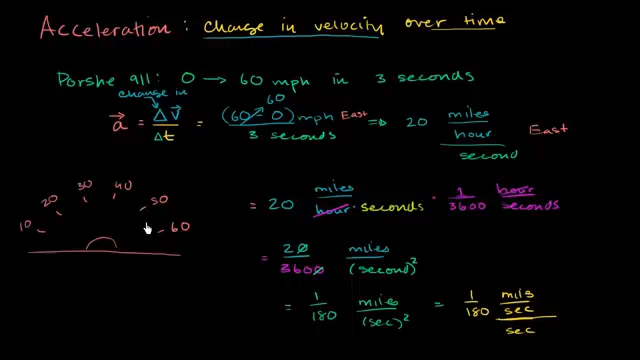 Acceleration : change in velocity over time
Porshe 911: 0 → 60 mph in 3 seconds
change in
60
a = Δv / Δt = (60 - 0) mph East / 3 seconds ⇒ 20 miles / hour / second East
= 20 miles / hour · seconds · 1 / 3600 hour / seconds
= 20 / 3600 miles / (second)²
= 1 / 180 miles / (sec)² = 1 / 180 mils / sec / sec
10 20 30 40 50 60